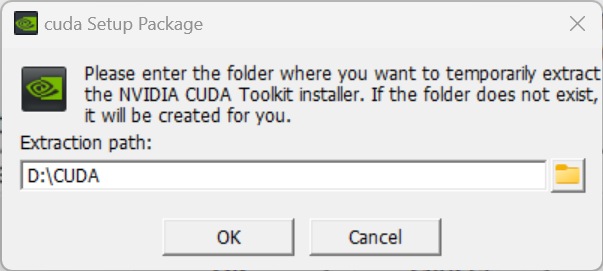 cuda Setup Package
Please enter the folder where you want to temporarily extract
the NVIDIA CUDA Toolkit installer. If the folder does not exist,
it will be created for you.
Extraction path:
D:\CUDA
OK
Cancel